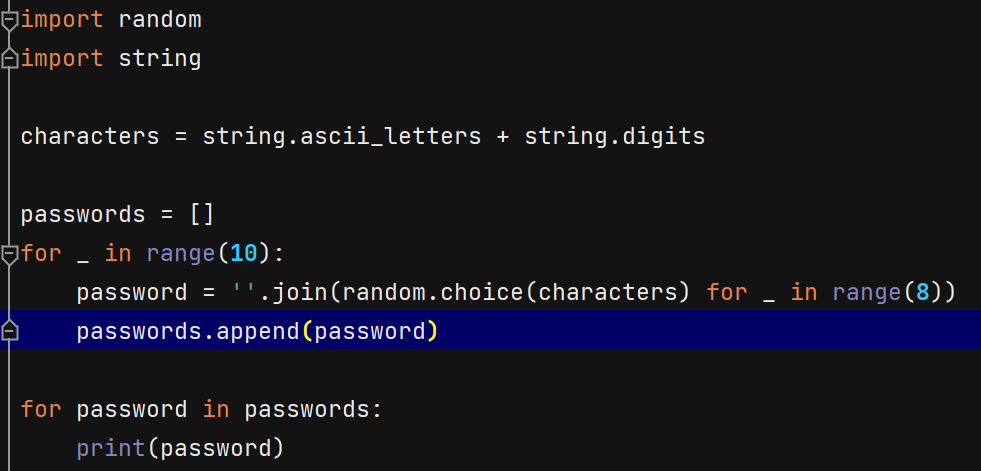 import random
import string
characters = string.ascii_letters + string.digits
passwords = []
for _ in range(10):
    password = ''.join(random.choice(characters) for _ in range(8))
    passwords.append(password)
for password in passwords:
    print(password)